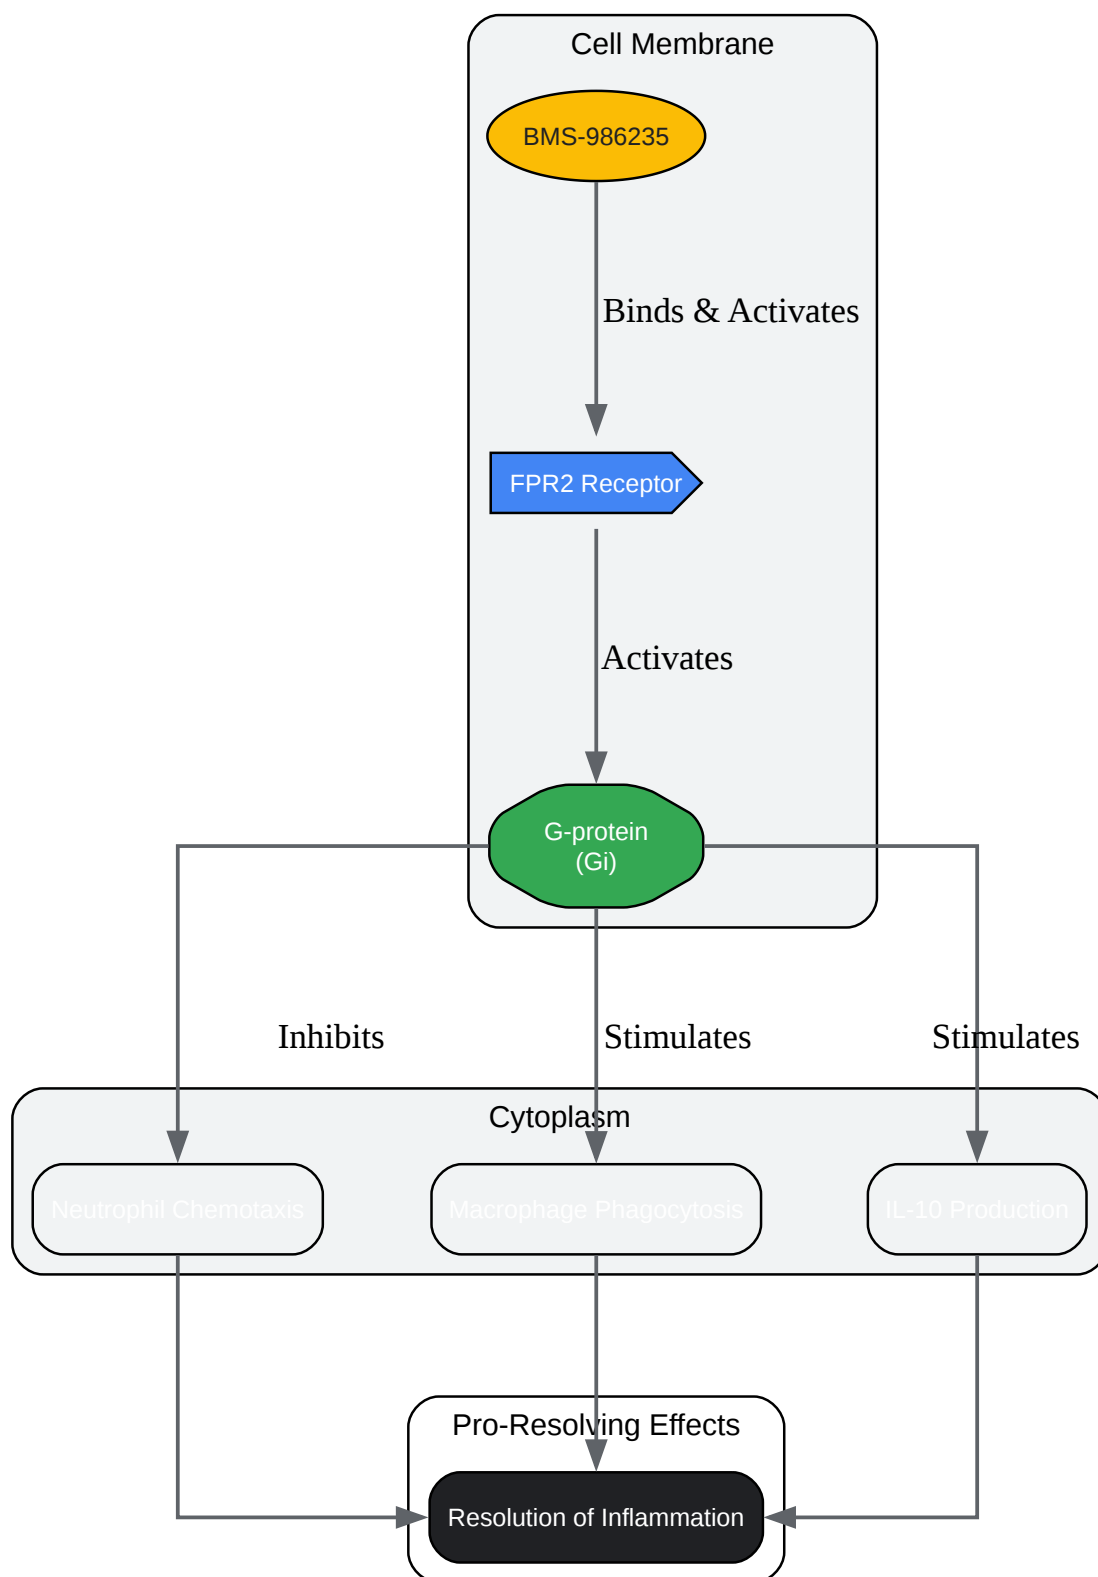 Cell Membrane
BMS-986235
Binds & Activates
FPR2 Receptor
Activates
G-protein
(Gi)
Inhibits
Stimulates
Stimulates
Cytoplasm
Neutrophil Chemotaxis
Macrophage Phagocytosis
IL-10 Production
Pro-Resolving Effects
Resolution of Inflammation